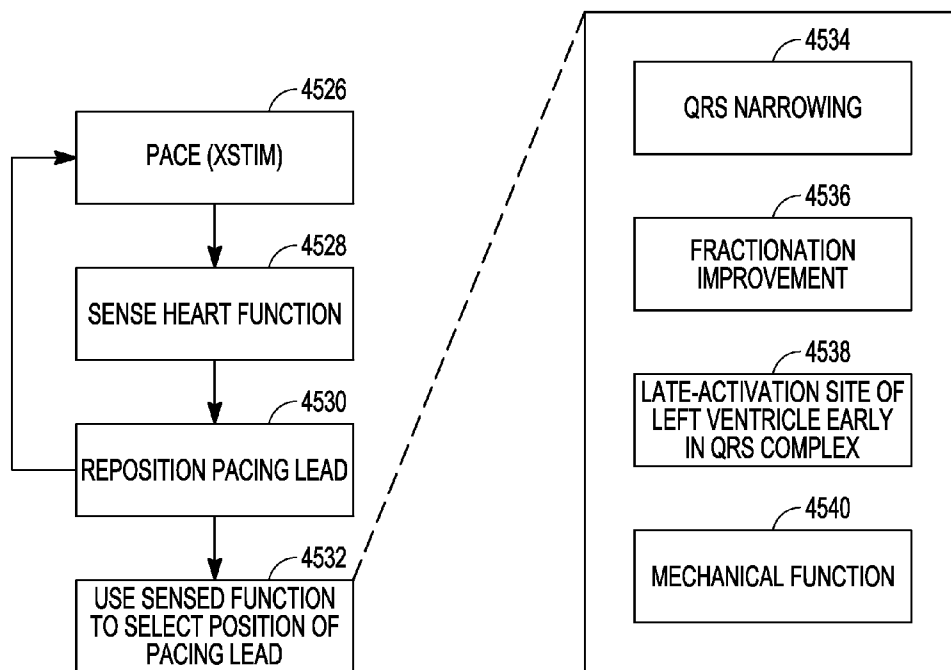 4526
PACE (XSTIM)
4528
SENSE HEART FUNCTION
4530
REPOSITION PACING LEAD
4532
USE SENSED FUNCTION
TO SELECT POSITION OF
PACING LEAD
4534
QRS NARROWING
4536
FRACTIONATION
IMPROVEMENT
4538
LATE-ACTIVATION SITE OF
LEFT VENTRICLE EARLY
IN QRS COMPLEX
4540
MECHANICAL FUNCTION